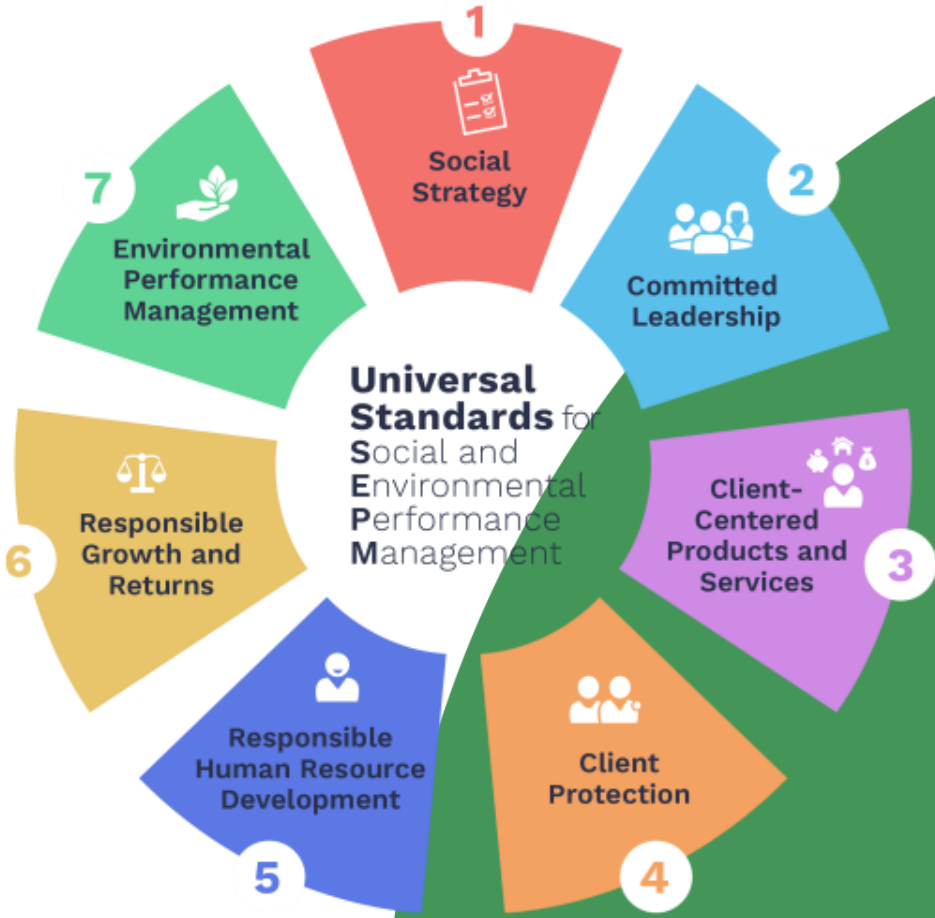 1
Social
Strategy
2
Committed
Leadership
3
Client-
Centered
Products and
Services
4
Client
Protection
5
Responsible
Human Resource
Development
6
Responsible
Growth and
Returns
7
Environmental
Performance
Management
Universal
Standards for
Social and
Environmental
Performance
Management